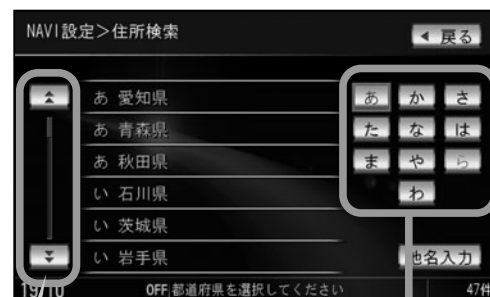 NAVI設定>住所検索
戻る
あ 愛知県
あ 青森県
あ 秋田県
い 石川県
い 茨城県
い 岩手県
あ か さ
た な は
ま や ら
わ
地名入力
19/10
OFF 都道府県を選択してください
47件